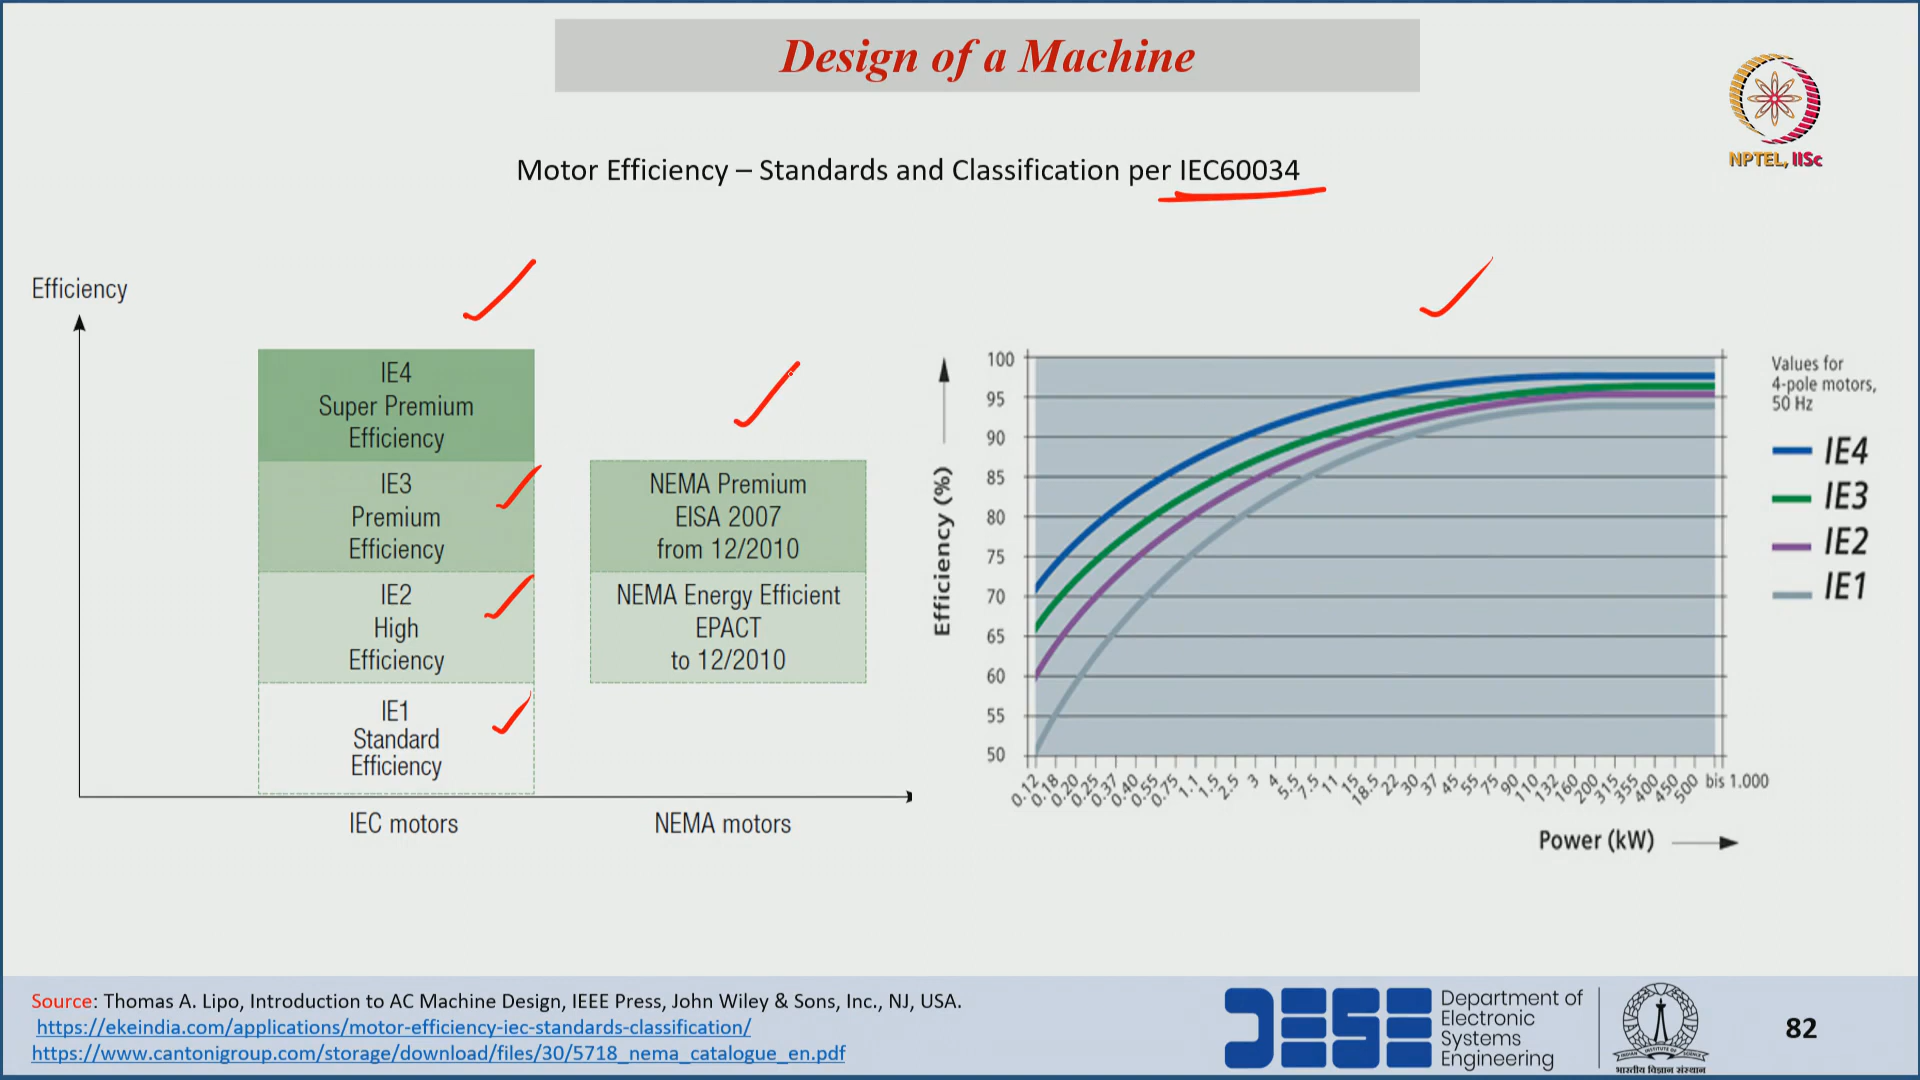 Design of a Machine
NPTEL, IISc
Motor Efficiency – Standards and Classification per IEC60034
Efficiency
IE4
Super Premium
Efficiency
IE3
Premium
Efficiency
IE2
High
Efficiency
IE1
Standard
Efficiency
NEMA Premium
EISA 2007
from 12/2010
NEMA Energy Efficient
EPACT
to 12/2010
IEC motors
NEMA motors
Efficiency (%)
100
95
90
85
80
75
70
65
60
55
50
0.12 0.18 0.20 0.25 0.37 0.40 0.55 0.75 1.1 1.5 2.5 3 4 5.5 7.5 11 15 18.5 22 30 37 45 55 75 90 110 132 160 200 315 355 400 450 500 bis 1.000
Power (kW)
Values for
4-pole motors,
50 Hz
IE4
IE3
IE2
IE1
Source: Thomas A. Lipo, Introduction to AC Machine Design, IEEE Press, John Wiley & Sons, Inc., NJ, USA.
https://ekeindia.com/applications/motor-efficiency-iec-standards-classification/
https://www.cantonigroup.com/storage/download/files/30/5718_nema_catalogue_en.pdf
DESE
Department of
Electronic
Systems
Engineering
भारतीय विज्ञान संस्थान
82